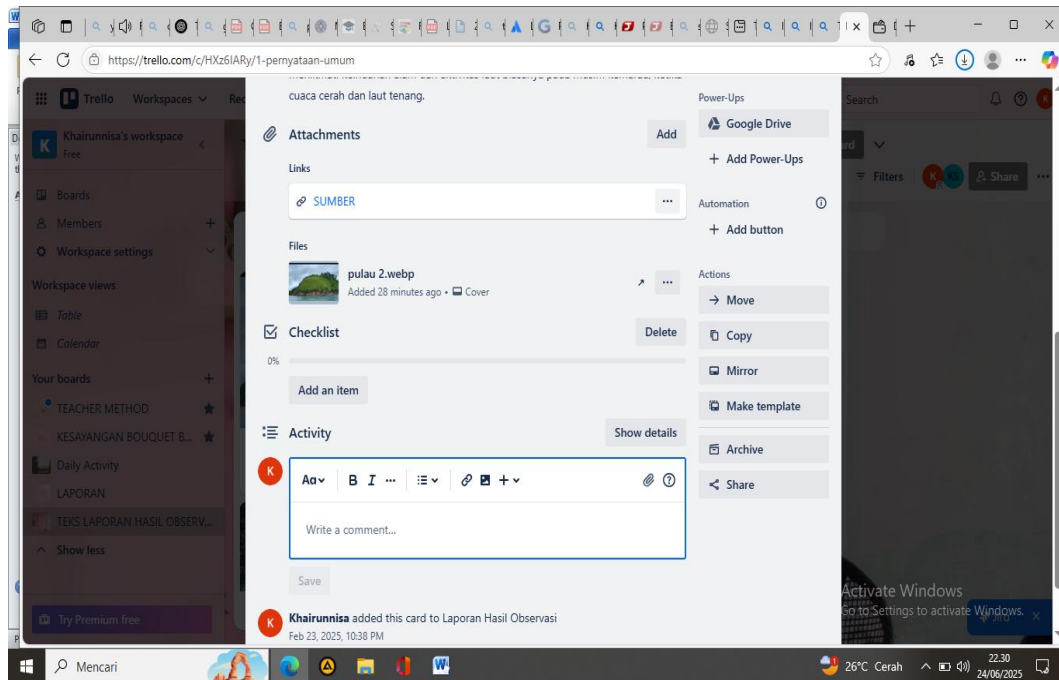 https://trello.com/c/HXz6IARy/1-pernyataan-umum
Trello
Workspaces
Rec
Search
Khairunnisa's workspace
Free
Boards
Members
Workspace settings
Workspace views
Table
Calendar
Your boards
TEACHER METHOD
KESAYANGAN BOUQUET B...
Daily Activity
LAPORAN
TEKS LAPORAN HASIL OBSERV...
Show less
Try Premium free
cuaca cerah dan laut tenang.
Attachments
Add
Links
SUMBER
Files
pulau 2.webp
Added 28 minutes ago • Cover
Checklist
Delete
0%
Add an item
Activity
Show details
K
Aa
B I ...
Write a comment...
Save
K
Khairunnisa added this card to Laporan Hasil Observasi
Feb 23, 2025, 10:38 PM
Power-Ups
Google Drive
+ Add Power-Ups
Automation
+ Add button
Actions
Move
Copy
Mirror
Make template
Archive
Share
Filters
Share
Activate Windows
Go to Settings to activate Windows.
Mencari
26°C Cerah
22.30
24/06/2025